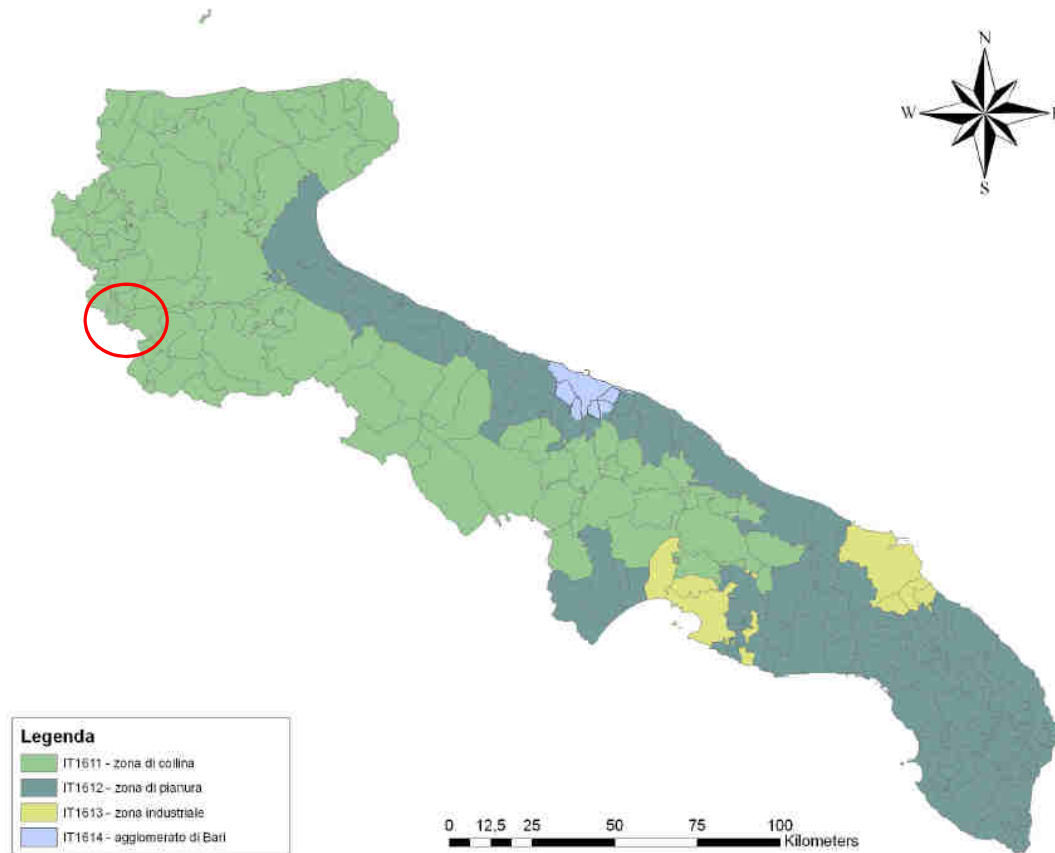 N
W
E
S
Legenda
IT1611 - zona di collina
IT1612 - zona di pianura
IT1613 - zona industriale
IT1614 - agglomerato di Bari
0 12,5 25 50 75 100
Kilometers